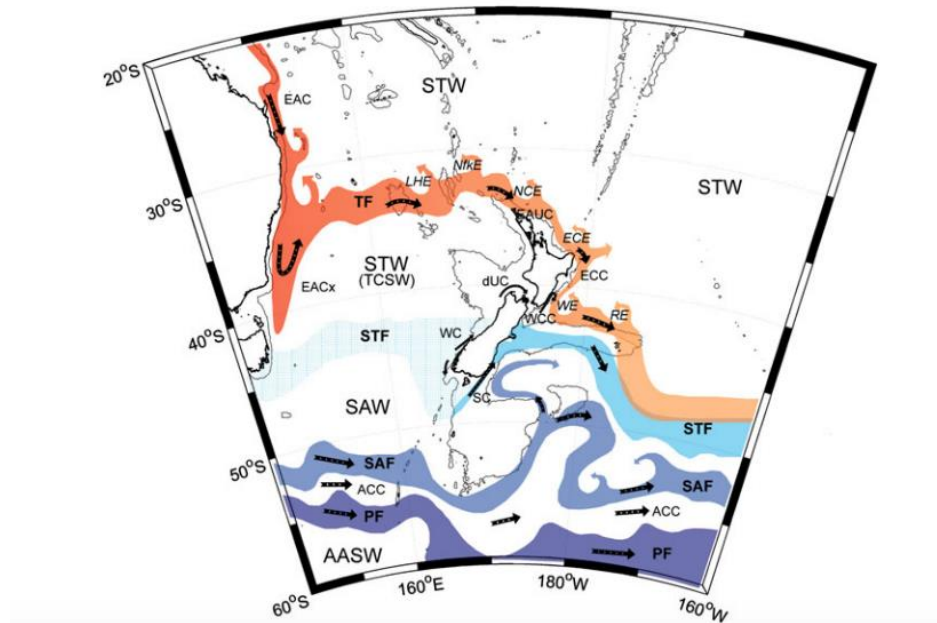 20°S
EAC
STW
NfkE
LHE
STW
30°S
TF
NCE
EAUC
ECE
STW
(TCSW)
dUC
ECC
EACx
WE
RE
40°S
STF
WC
WCC
SC
SAW
STF
50°S
SAF
SAF
ACC
ACC
PF
PF
AASW
60°S
160°E
180°W
160°W